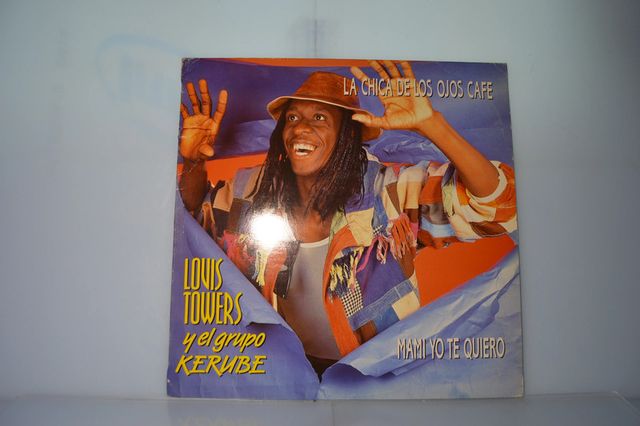 LA CHICA DE LOS OJOS CAFE
LOUIS
TOWERS
y el grupo
KERUBE
MAMI YO TE QUIERO